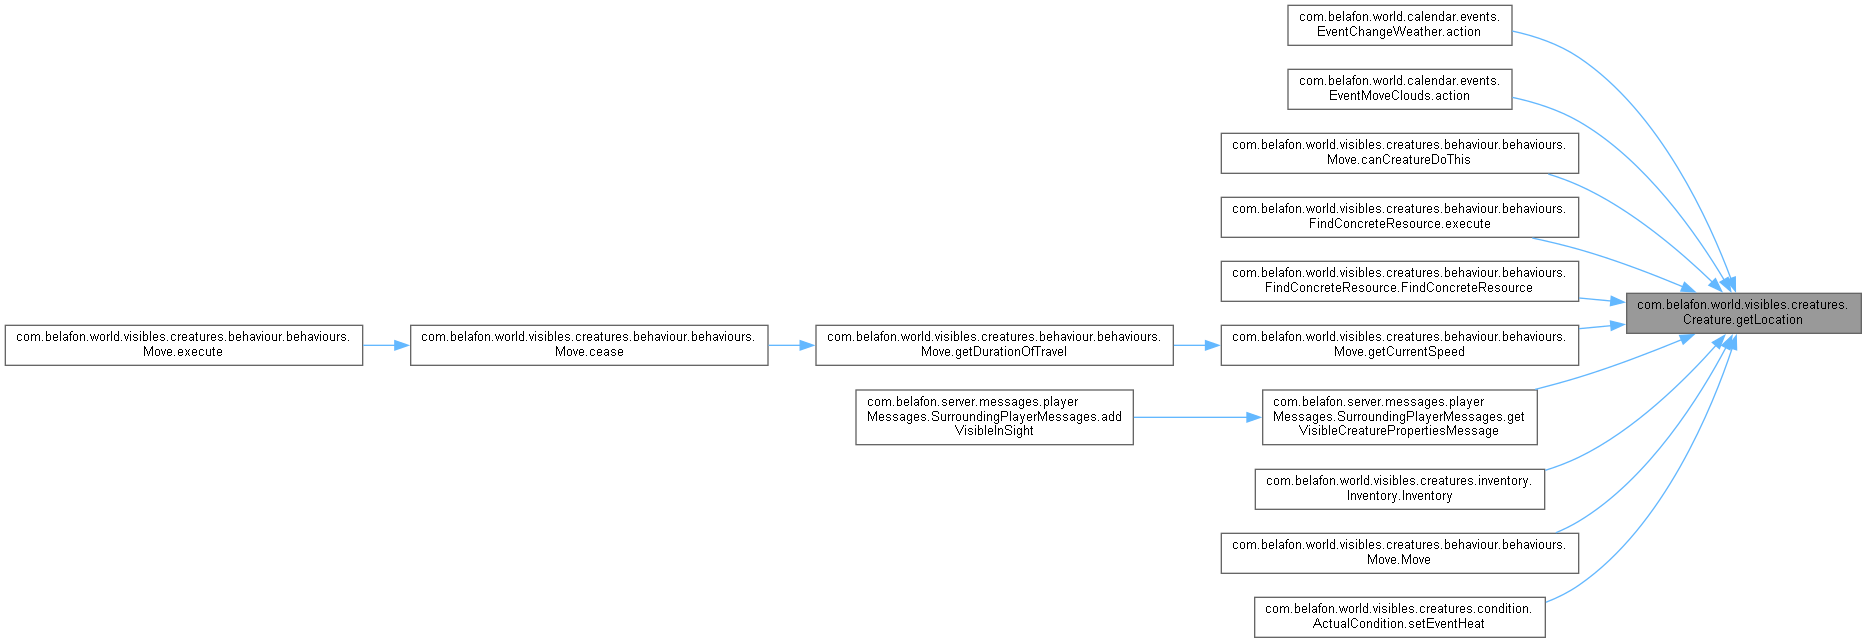 com.belafon.world.calendar.events.
EventChangeWeather.action
com.belafon.world.calendar.events.
EventMoveClouds.action
com.belafon.world.visibles.creatures.behaviour.behaviours.
Move.canCreatureDoThis
com.belafon.world.visibles.creatures.behaviour.behaviours.
FindConcreteResource.execute
com.belafon.world.visibles.creatures.behaviour.behaviours.
FindConcreteResource.FindConcreteResource
com.belafon.world.visibles.creatures.
Creature.getLocation
com.belafon.world.visibles.creatures.behaviour.behaviours.
Move.execute
com.belafon.world.visibles.creatures.behaviour.behaviours.
Move.cease
com.belafon.world.visibles.creatures.behaviour.behaviours.
Move.getDurationOfTravel
com.belafon.world.visibles.creatures.behaviour.behaviours.
Move.getCurrentSpeed
com.belafon.server.messages.player
Messages.SurroundingPlayerMessages.add
VisibleInSight
com.belafon.server.messages.player
Messages.SurroundingPlayerMessages.get
VisibleCreaturePropertiesMessage
com.belafon.world.visibles.creatures.inventory.
Inventory.Inventory
com.belafon.world.visibles.creatures.behaviour.behaviours.
Move.Move
com.belafon.world.visibles.creatures.condition.
ActualCondition.setEventHeat